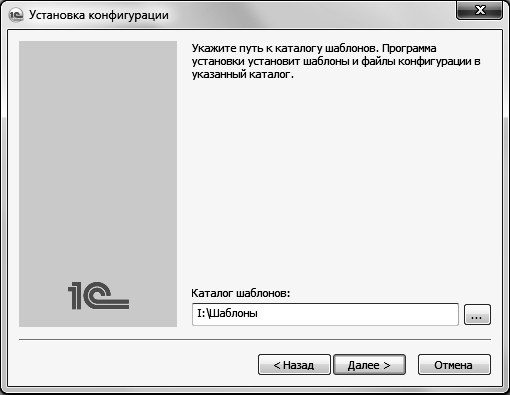 Установка конфигурации
Укажите путь к каталогу шаблонов. Программа
установки установит шаблоны и файлы конфигурации в
указанный каталог.
1С
Каталог шаблонов:
I:\Шаблоны
...
< Назад
Далее >
Отмена